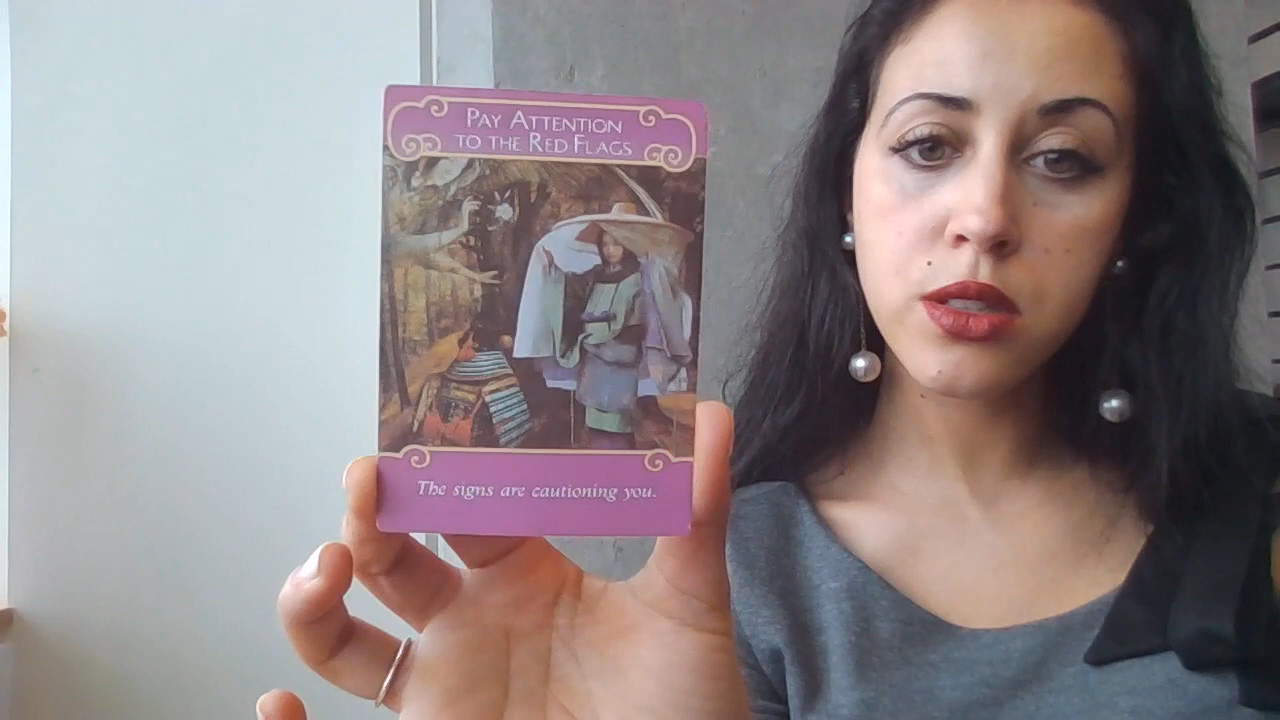 PAY ATTENTION
TO THE RED FLAGS
The signs are cautioning you.